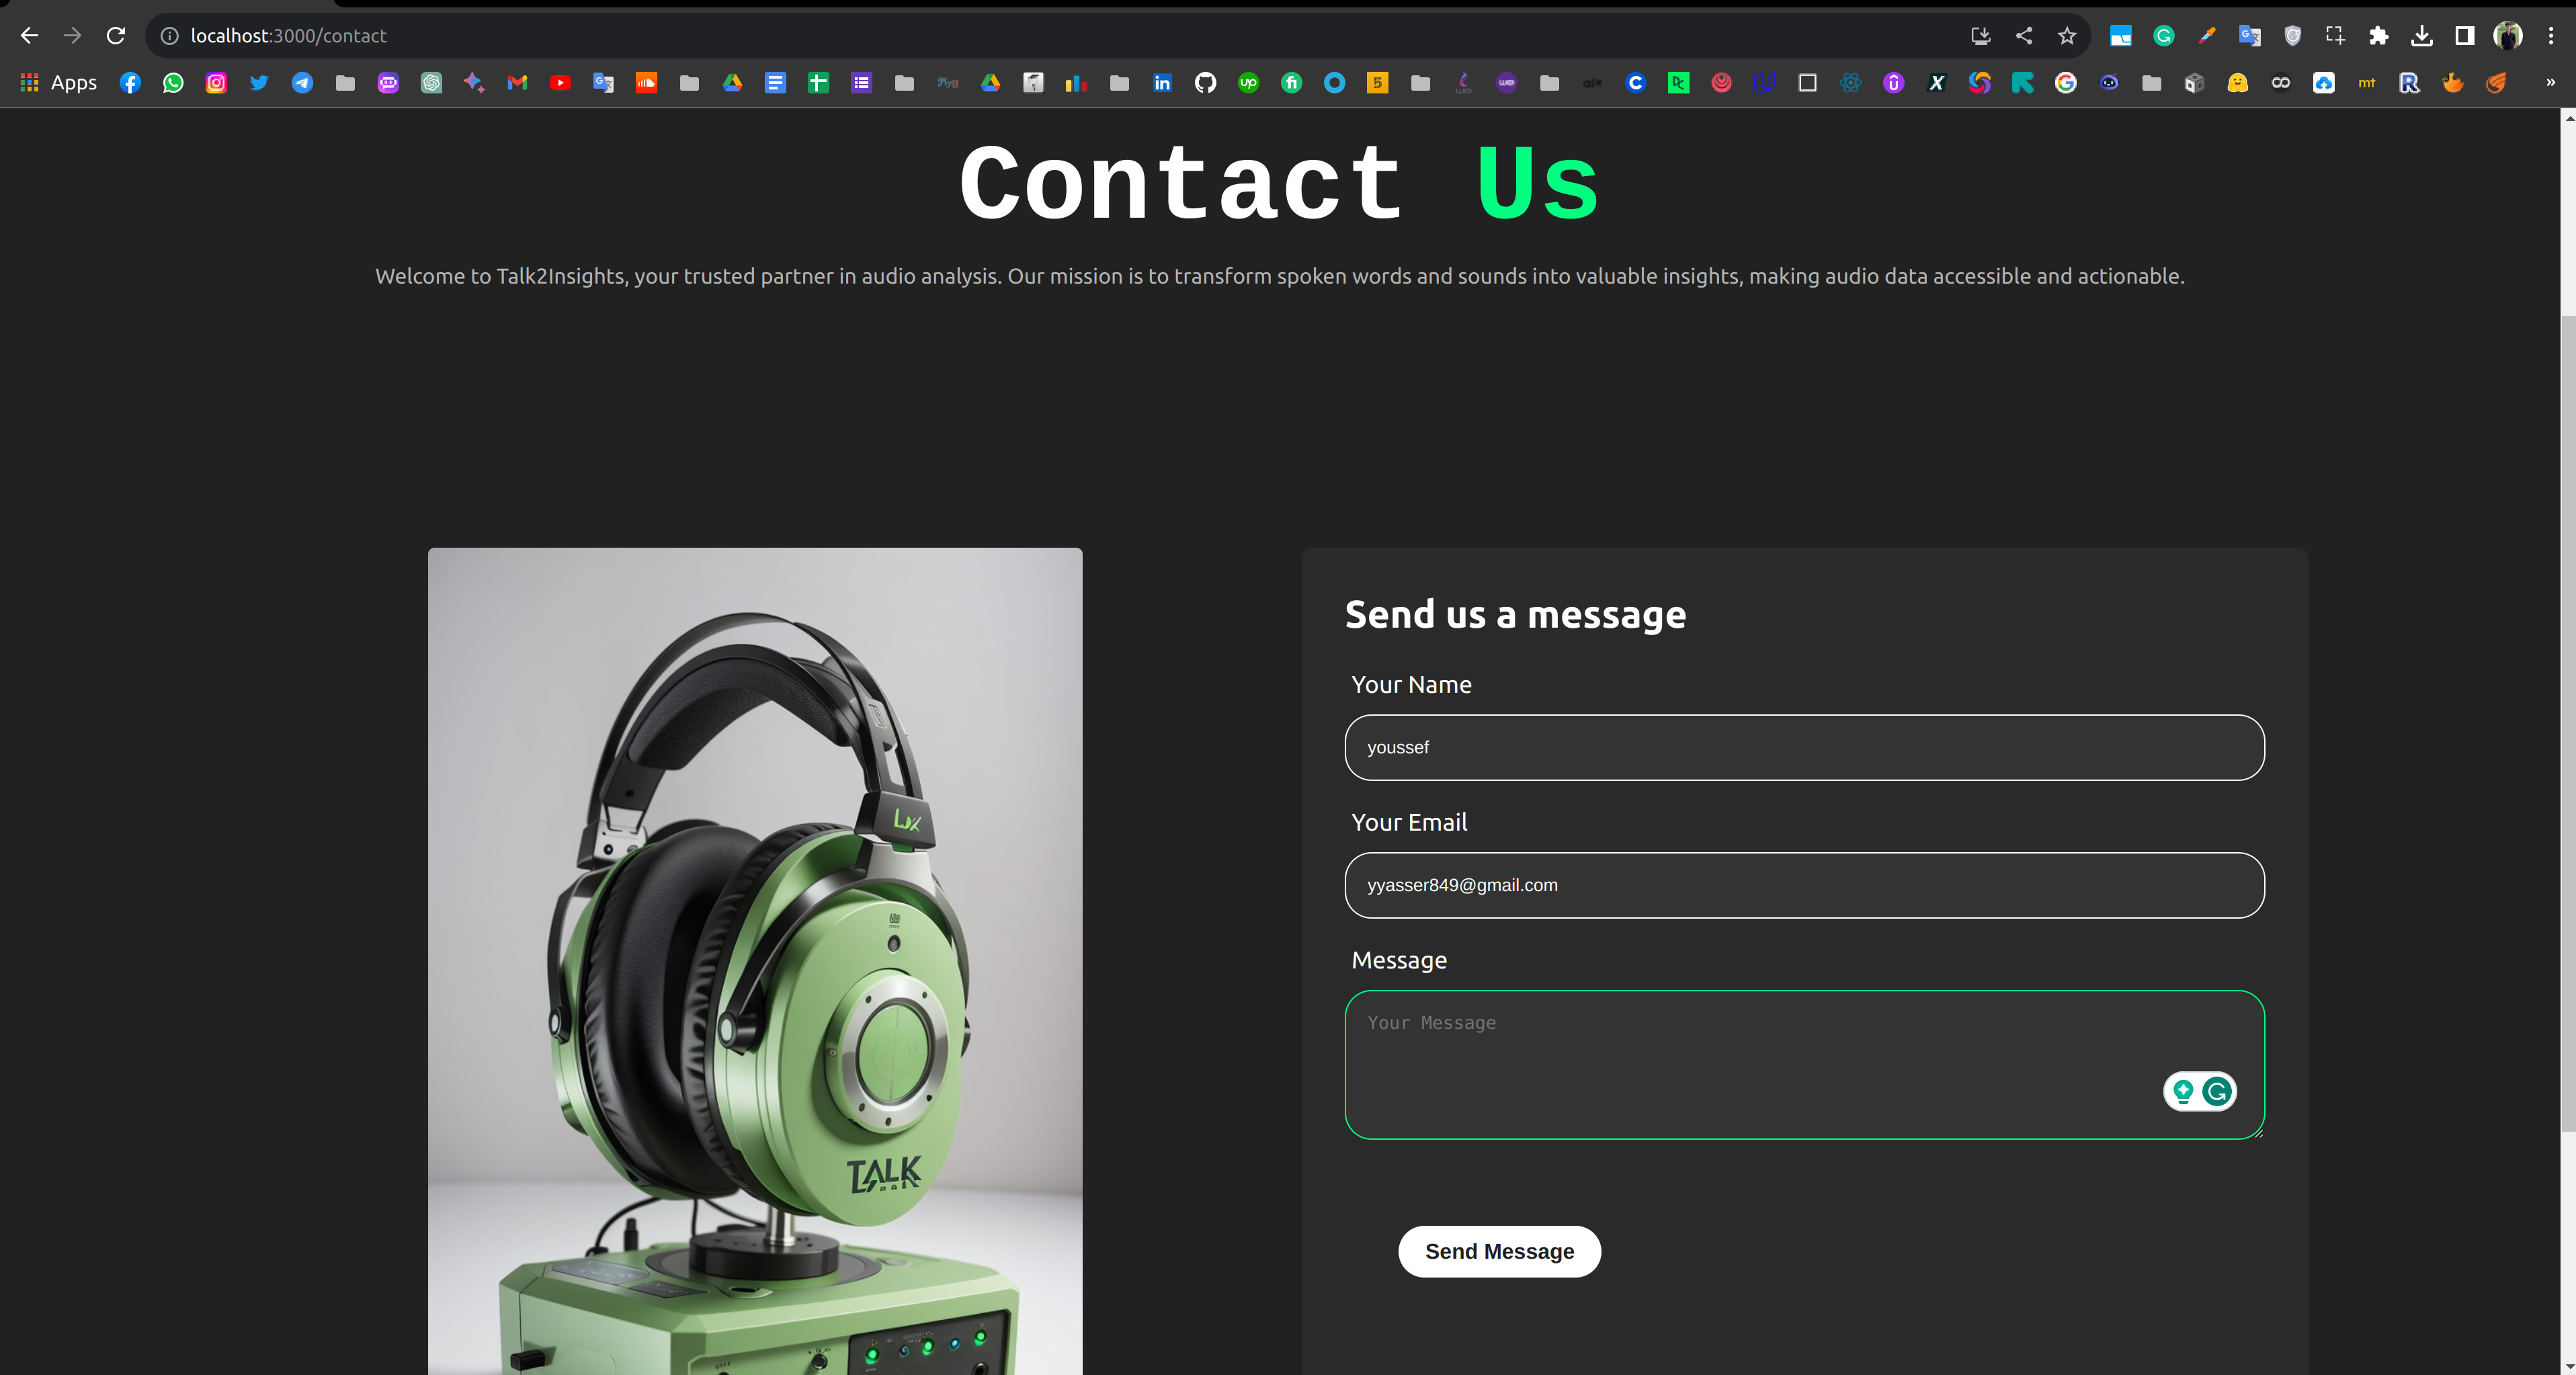 localhost:3000/contact
Apps
Contact Us
Welcome to Talk2Insights, your trusted partner in audio analysis. Our mission is to transform spoken words and sounds into valuable insights, making audio data accessible and actionable.
Send us a message
Your Name
youssef
Your Email
yyasser849@gmail.com
Message
Your Message
TALK
Send Message